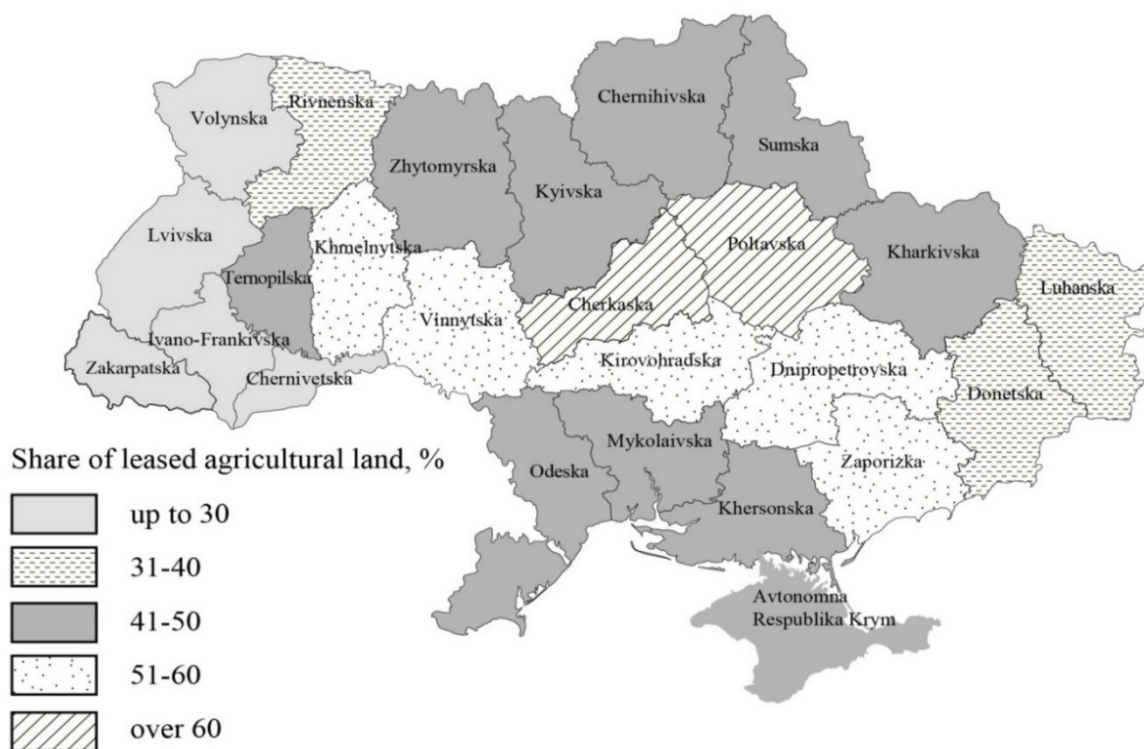 Chernihivska
Rivnenska
Volynska
Sumska
Zhytomyrska
Kyivska
Lvivska
Khmelnytska
Poltavska
Kharkivska
Ternopilska
Luhanska
Cherkaska
Vinnytska
Ivano-Frankivska
Kirovohradska
Zakarpatska
Dnipropetrovska
Chernivetska
Donetska
Mykolaivska
Share of leased agricultural land, %
Odeska
Zaporizka
Khersonska
up to 30
31-40
Avtonomna
Respublika Krym
41-50
51-60
over 60